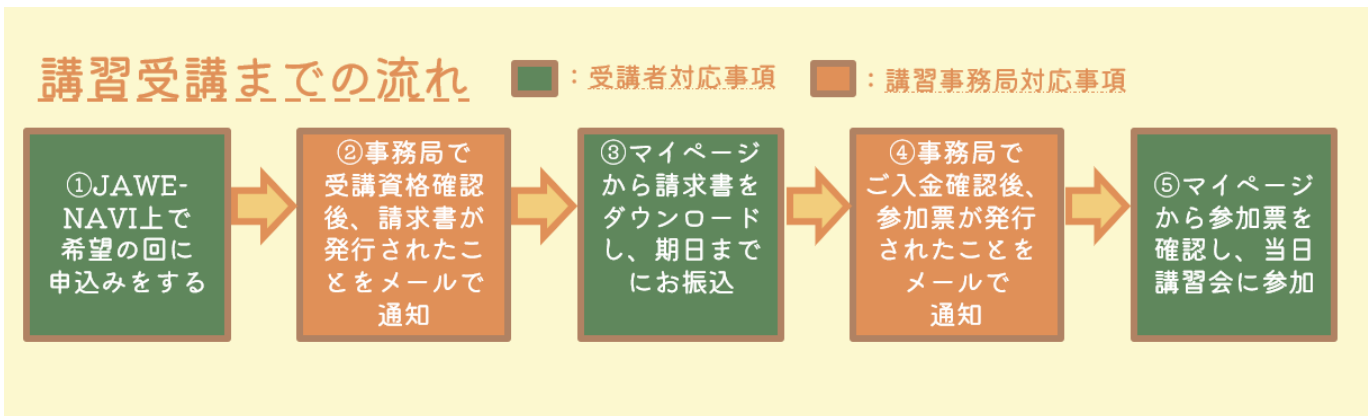 講習受講までの流れ
：受講者対応事項
：講習事務局対応事項
①JAWE-
NAVI上で
希望の回に
申込みをする
②事務局で
受講資格確認
後、請求書が
発行されたこ
とをメールで
通知
③マイページ
から請求書を
ダウンロード
し、期日まで
にお振込
④事務局で
ご入金確認後、
参加票が発行
されたことを
メールで
通知
⑤マイページ
から参加票を
確認し、当日
講習会に参加